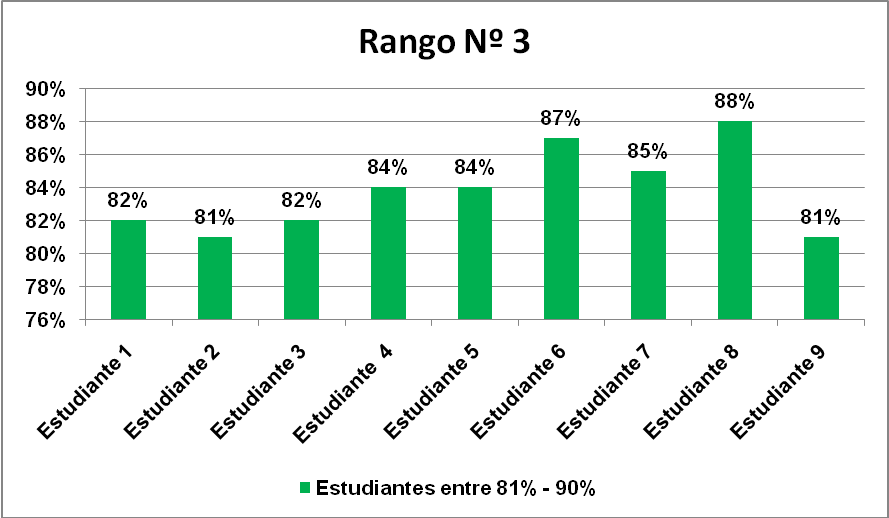 Rango Nº 3
90%
88%
86%
84%
82%
80%
78%
76%
82%
81%
82%
84%
84%
87%
85%
88%
81%
Estudiante 1
Estudiante 2
Estudiante 3
Estudiante 4
Estudiante 5
Estudiante 6
Estudiante 7
Estudiante 8
Estudiante 9
Estudiantes entre 81% - 90%